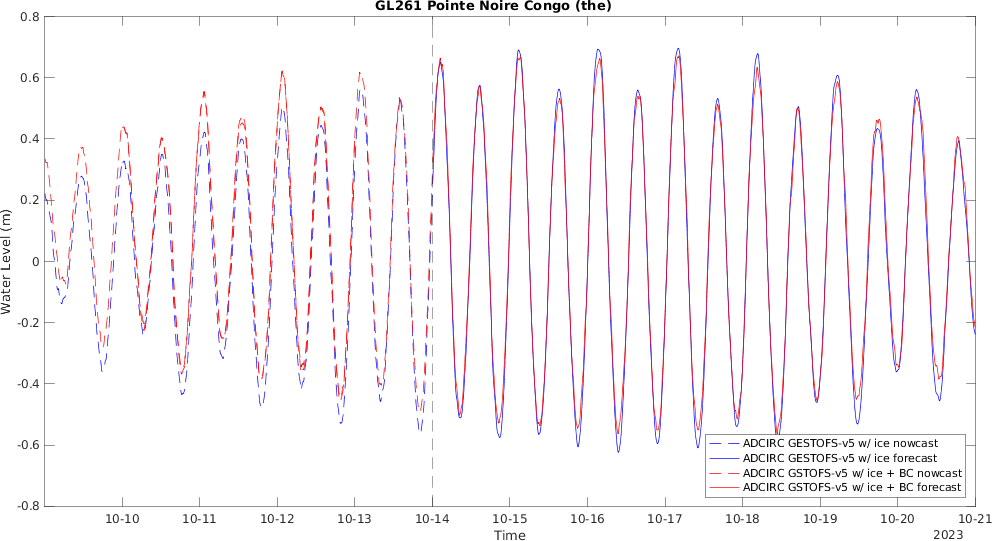 GL261 Pointe Noire Congo (the)
0.8
0.6
0.4
0.2
0
-0.2
-0.4
-0.6
-0.8
Water Level (m)
ADCIRC GESTOFS-v5 w/ ice nowcast
ADCIRC GESTOFS-v5 w/ ice forecast
ADCIRC GSTOFS-v5 w/ ice + BC nowcast
ADCIRC GSTOFS-v5 w/ ice + BC forecast
10-10 10-11 10-12 10-13 10-14 10-15 10-16 10-17 10-18 10-19 10-20 10-21
Time
2023